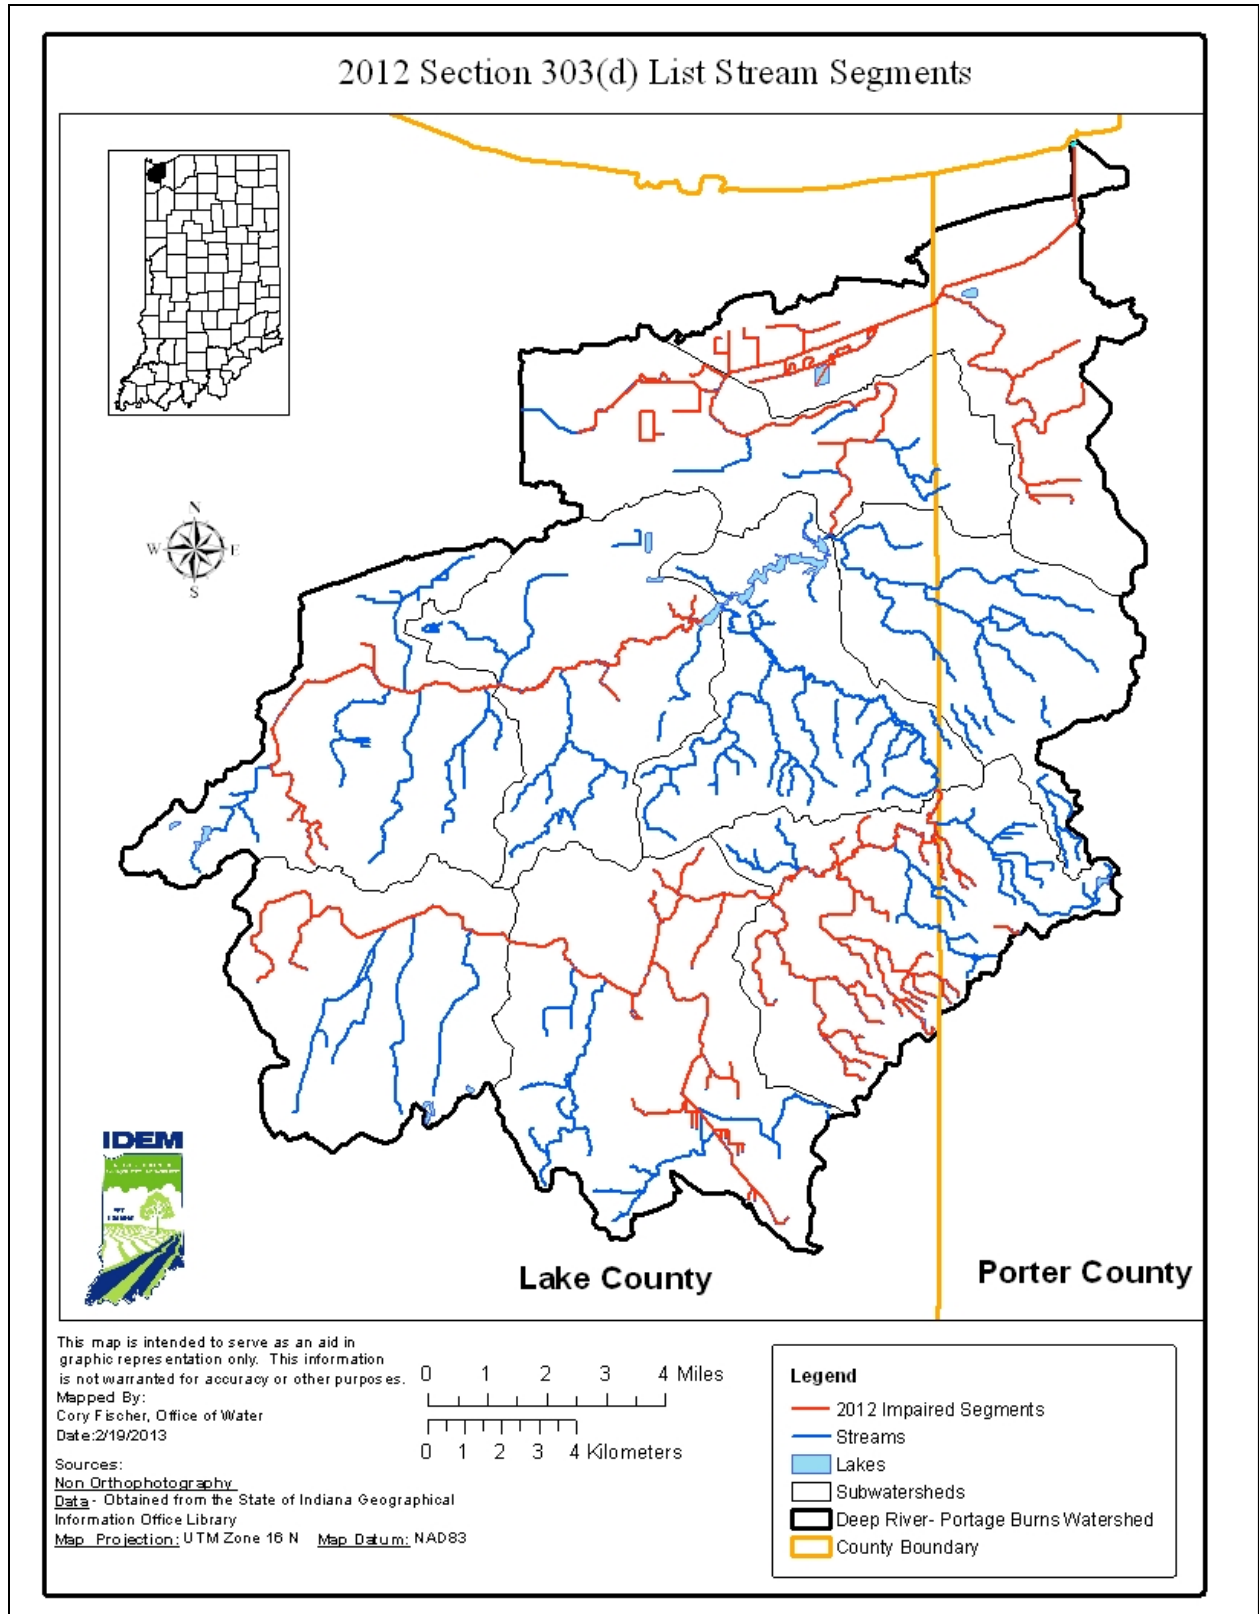 2012 Section 303(d) List Stream Segments
N
W E
S
IDEM
Lake County
Porter County
This map is intended to serve as an aid in
graphic representation only. This information
is not warranted for accuracy or other purposes.
Mapped By:
Cory Fischer, Office of Water
Date:2/19/2013
Sources:
Non Orthophotography
Data - Obtained from the State of Indiana Geographical
Information Office Library
Map Projection: UTM Zone 16 N Map Datum: NAD83
0 1 2 3 4 Miles
0 1 2 3 4 Kilometers
Legend
2012 Impaired Segments
Streams
Lakes
Subwatersheds
Deep River- Portage Burns Watershed
County Boundary